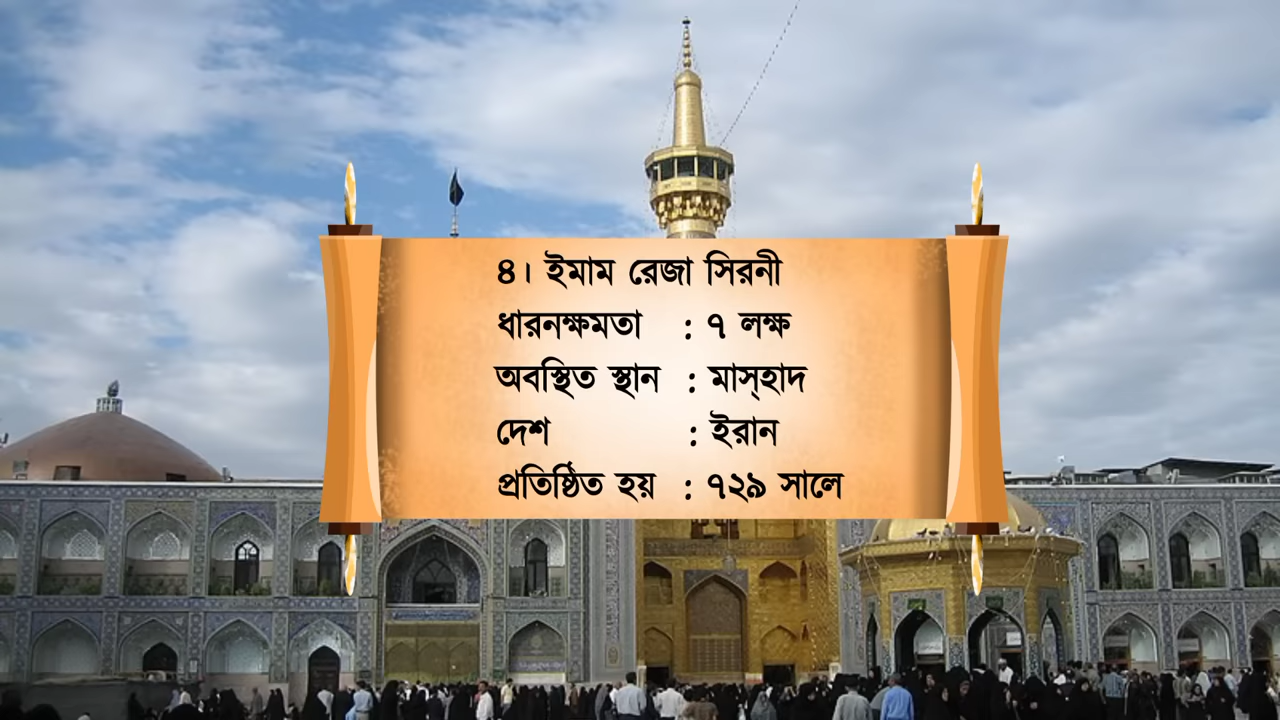 ৪। ইমাম রেজা সিরনী
ধারনক্ষমতা : ৭ লক্ষ
অবস্থিত স্থান : মাস্‌হাদ
দেশ : ইরান
প্রতিষ্ঠিত হয় : ৭২৯ সালে